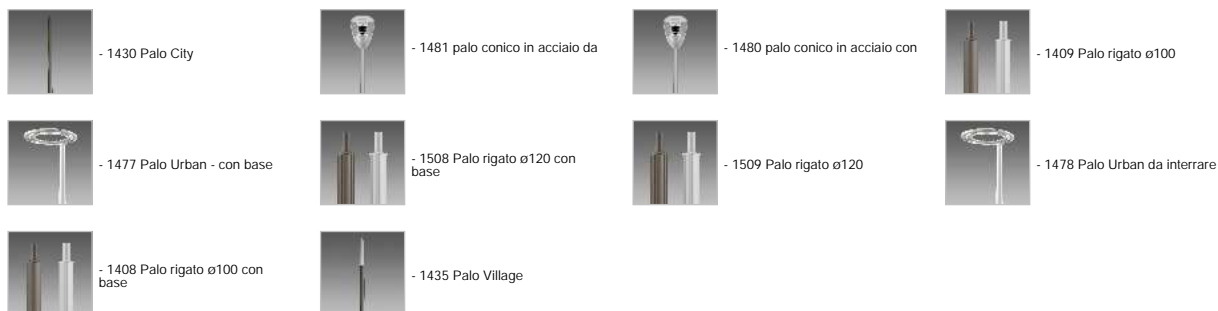 - 1430 Palo City
- 1481 palo conico in acciaio da
- 1480 palo conico in acciaio con
- 1409 Palo rigato ø100
- 1477 Palo Urban - con base
- 1508 Palo rigato ø120 con
base
- 1509 Palo rigato ø120
- 1478 Palo Urban da interrare
- 1408 Palo rigato ø100 con
base
- 1435 Palo Village